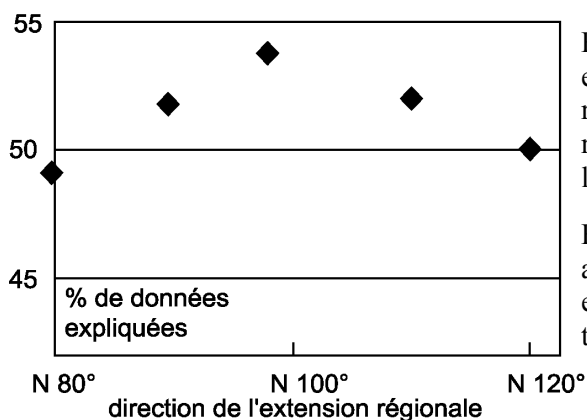 55
50
45
% de données
expliquées
N 80° N 100° N 120°
direction de l'extension régionale